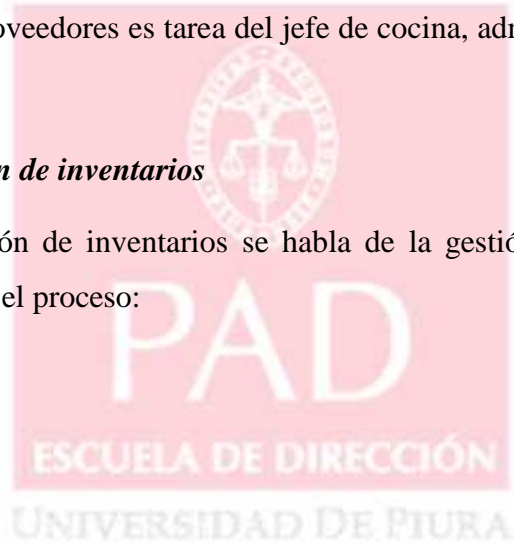 oveedores es tarea del jefe de cocina, adm
n de inventarios
ón de inventarios se habla de la gestió
el proceso:
PAD
ESCUELA DE DIRECCIÓN
UNIVERSIDAD DE PIURA